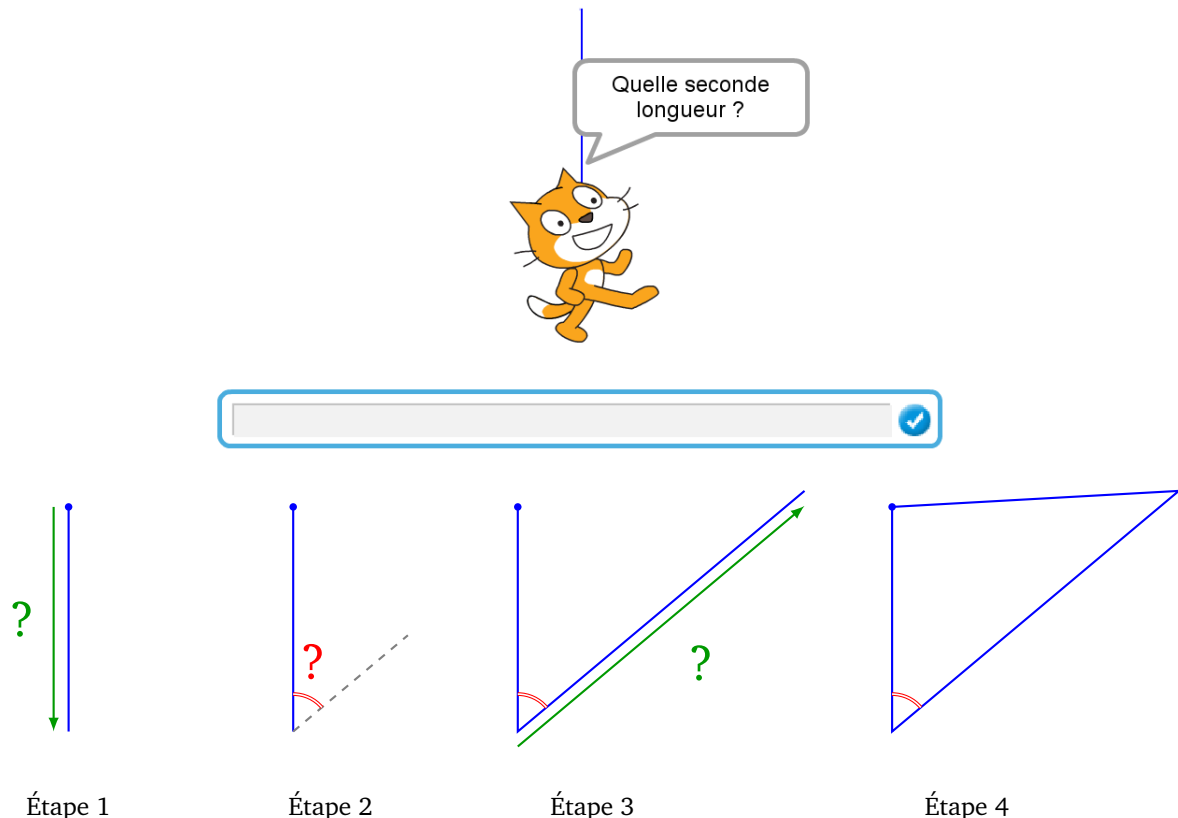 Quelle seconde
longueur ?
?
?
?
Étape 1
Étape 2
Étape 3
Étape 4